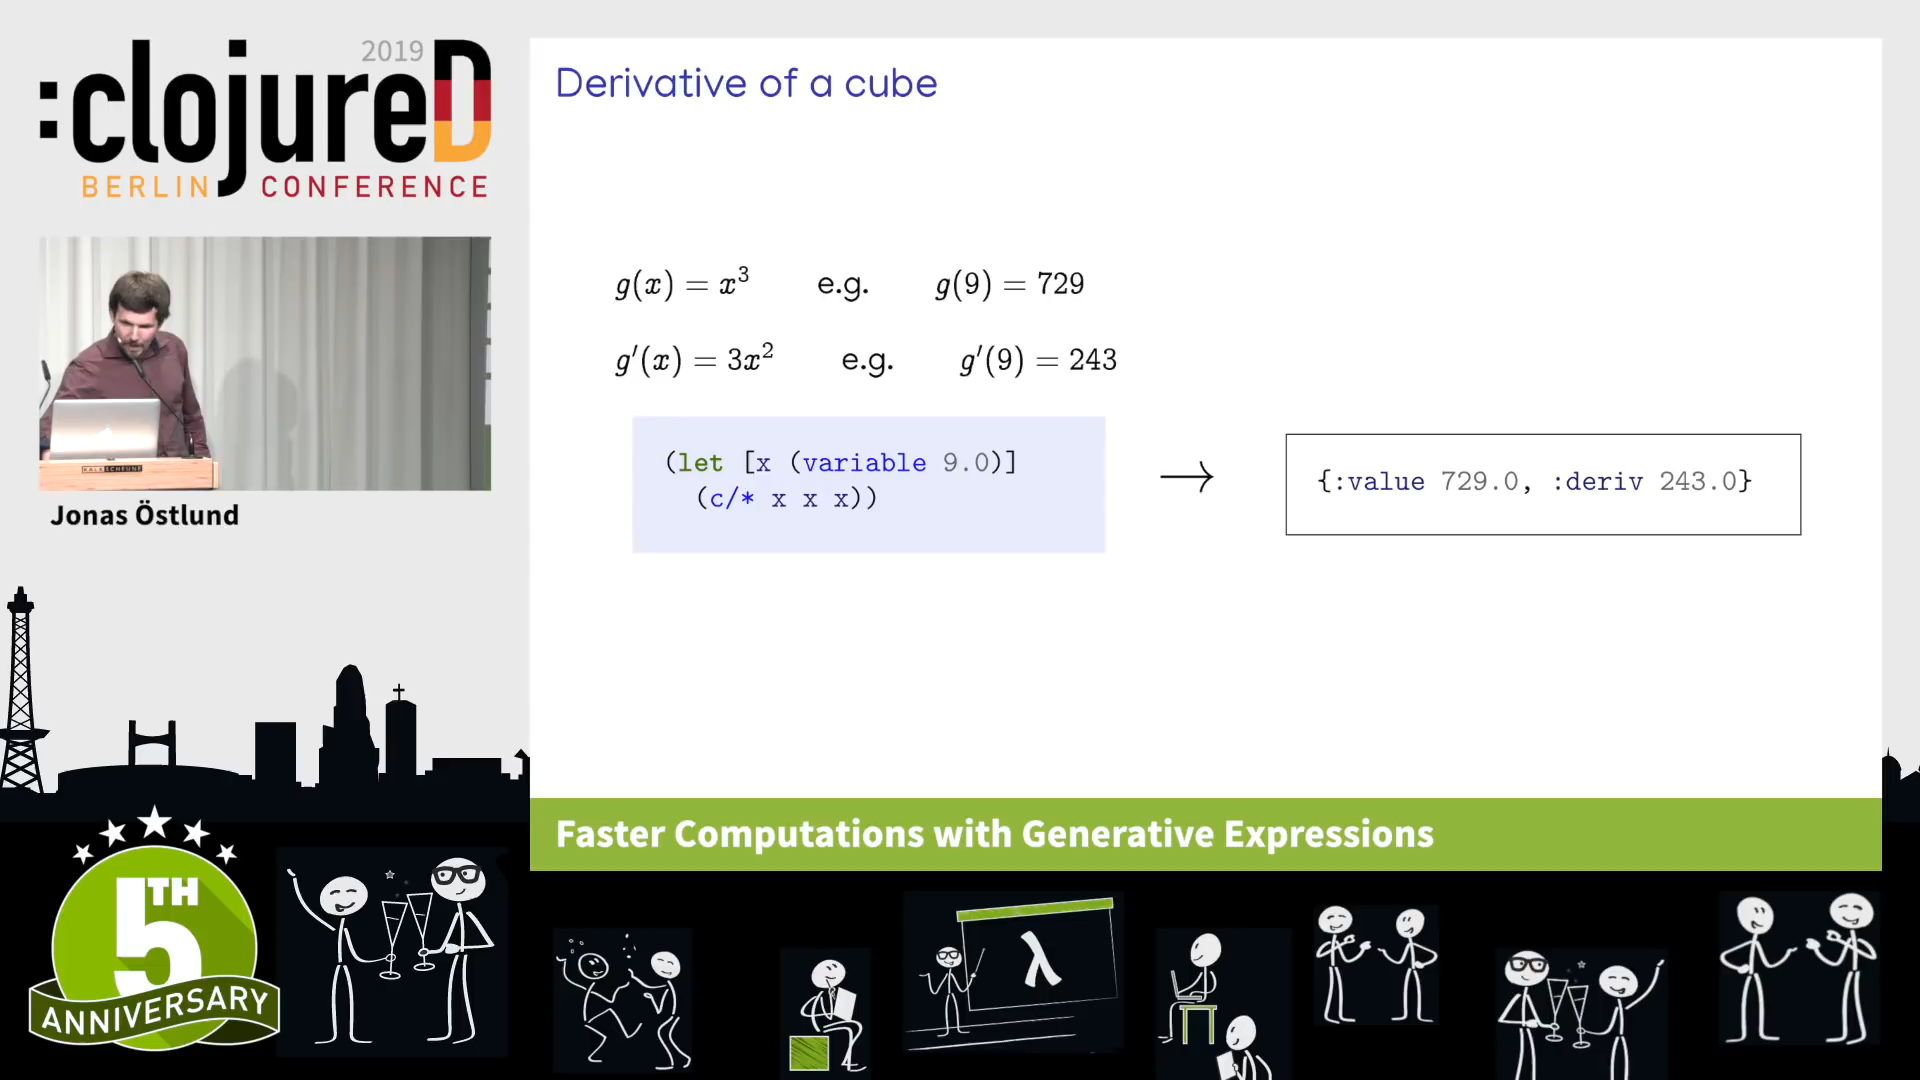 2019
:clojureD
BERLIN CONFERENCE
KALKSCHEUNE
Jonas Östlund
Derivative of a cube
g(x) = x³ e.g. g(9) = 729
g′(x) = 3x² e.g. g′(9) = 243
(let [x (variable 9.0)]
(c/* x x x))
→
{:value 729.0, :deriv 243.0}
Faster Computations with Generative Expressions
5TH
ANNIVERSARY
λ